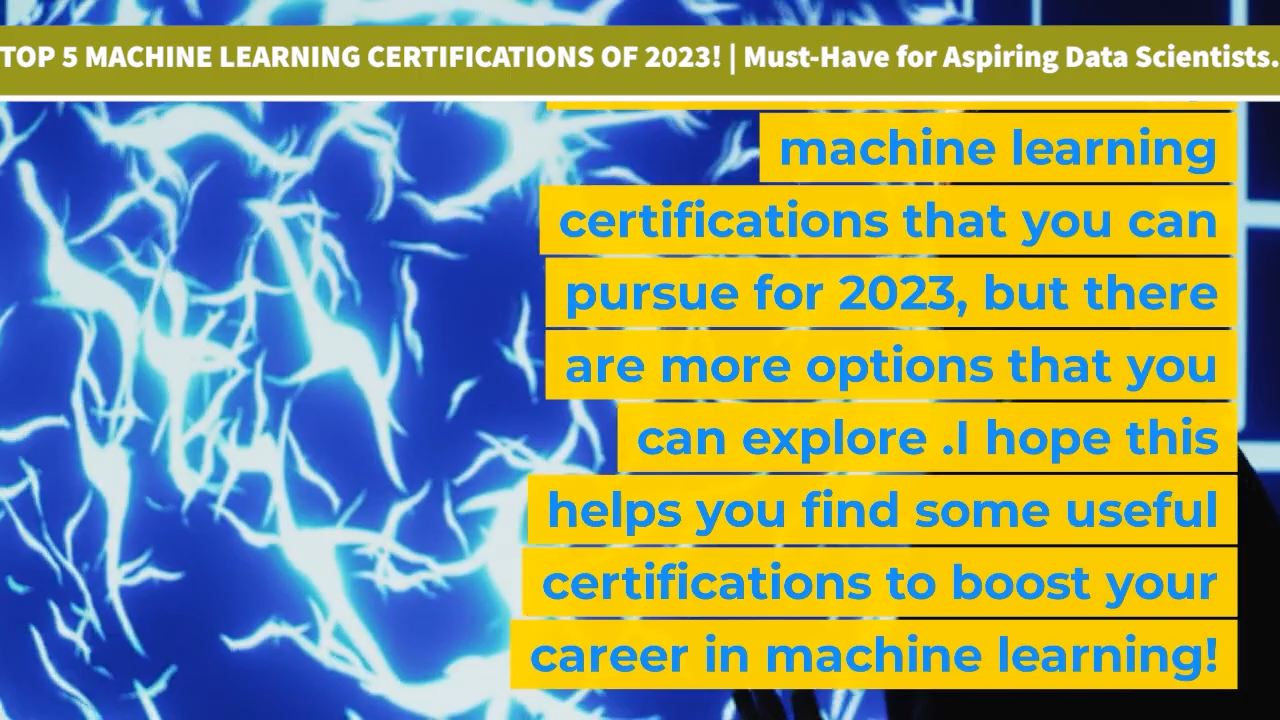 TOP 5 MACHINE LEARNING CERTIFICATIONS OF 2023! | Must-Have for Aspiring Data Scientists.
machine learning
certifications that you can
pursue for 2023, but there
are more options that you
can explore .I hope this
helps you find some useful
certifications to boost your
career in machine learning!